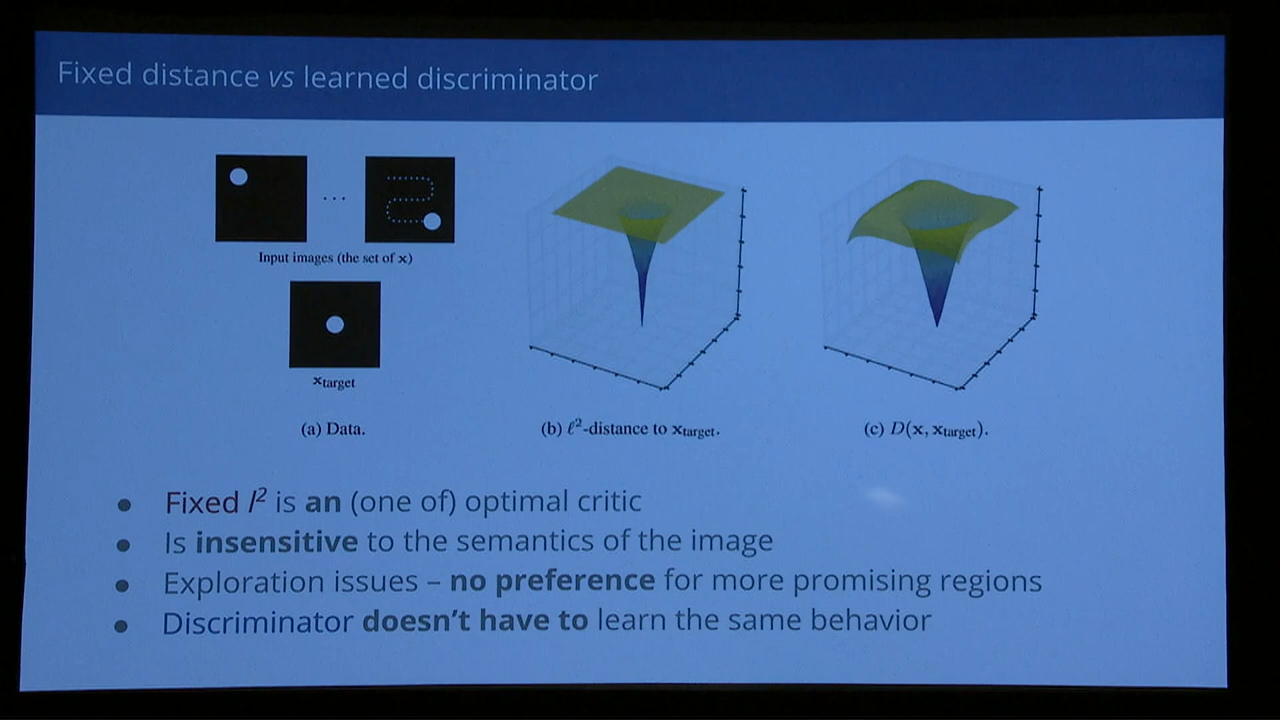 Fixed distance vs learned discriminator
...
Input images (the set of x)
xtarget
(a) Data.
(b) ℓ²-distance to xtarget.
(c) D(x, xtarget).
● Fixed l² is an (one of) optimal critic
● Is insensitive to the semantics of the image
● Exploration issues – no preference for more promising regions
● Discriminator doesn't have to learn the same behavior